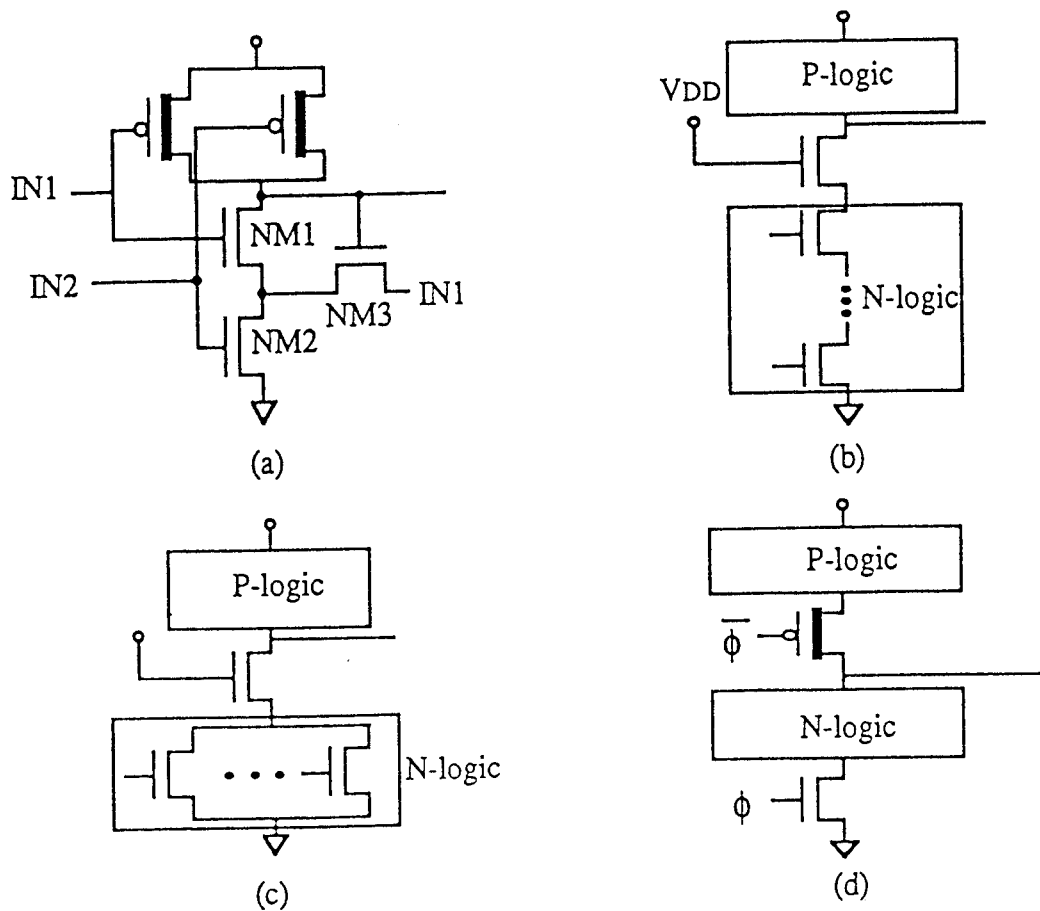 IN1
IN2
NM1
NM2
NM3
IN1
(a)
VDD
P-logic
N-logic
(b)
P-logic
N-logic
(c)
P-logic
ϕ̅
N-logic
ϕ
(d)